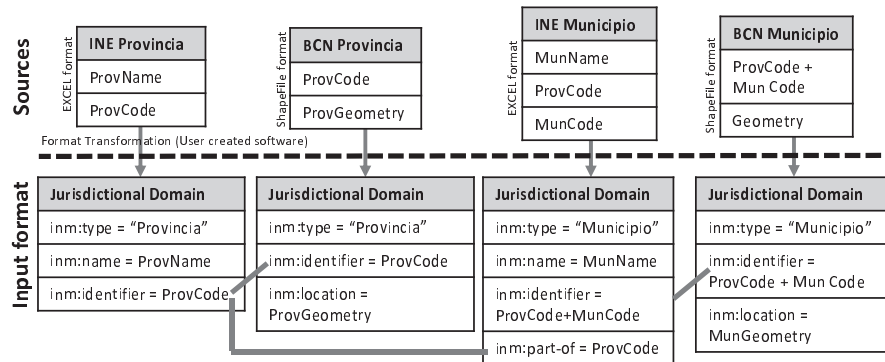 Sources
EXCEL format
INE Provincia
ProvName
ProvCode
ShapeFile format
BCN Provincia
ProvCode
ProvGeometry
EXCEL format
INE Municipio
MunName
ProvCode
MunCode
ShapeFile format
BCN Municipio
ProvCode +
Mun Code
Geometry
Format Transformation (User created software)
Input format
Jurisdictional Domain
inm:type = “Provincia”
inm:name = ProvName
inm:identifier = ProvCode
Jurisdictional Domain
inm:type = “Provincia”
inm:identifier = ProvCode
inm:location =
ProvGeometry
Jurisdictional Domain
inm:type = “Municipio”
inm:name = MunName
inm:identifier =
ProvCode+MunCode
inm:part-of = ProvCode
Jurisdictional Domain
inm:type = “Municipio”
inm:identifier =
ProvCode + Mun Code
inm:location =
MunGeometry